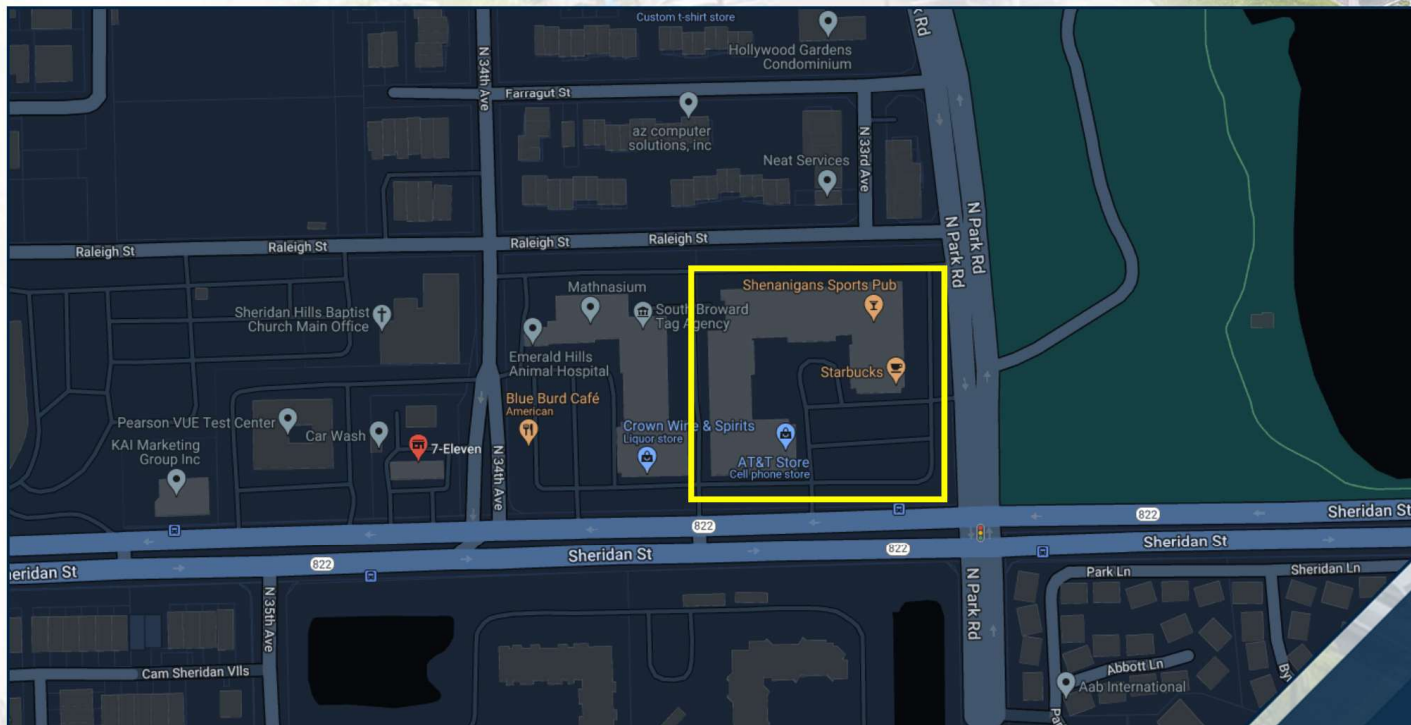 Custom t-shirt store
Hollywood Gardens
Condominium
Rd
N 34th Ave
Farragut St
az computer
solutions, inc
Neat Services
N 33rd Ave
N Park Rd
N Park Rd
Raleigh St
Raleigh St
Raleigh St
Raleigh St
Mathnasium
Shenanigans Sports Pub
Sheridan Hills Baptist
Church Main Office
South Broward
Tag Agency
Emerald Hills
Animal Hospital
Starbucks
Blue Burd Café
American
Pearson VUE Test Center
Car Wash
7-Eleven
KAI Marketing
Group Inc
Crown Wine & Spirits
Liquor store
AT&T Store
Cell phone store
N 34th Ave
822
822
Sheridan St
822
822
Sheridan St
Sheridan St
eridan St
N 35th Ave
N Park Rd
Park Ln
Sheridan Ln
Cam Sheridan Vlls
Abbott Ln
Aab International
By
Pa